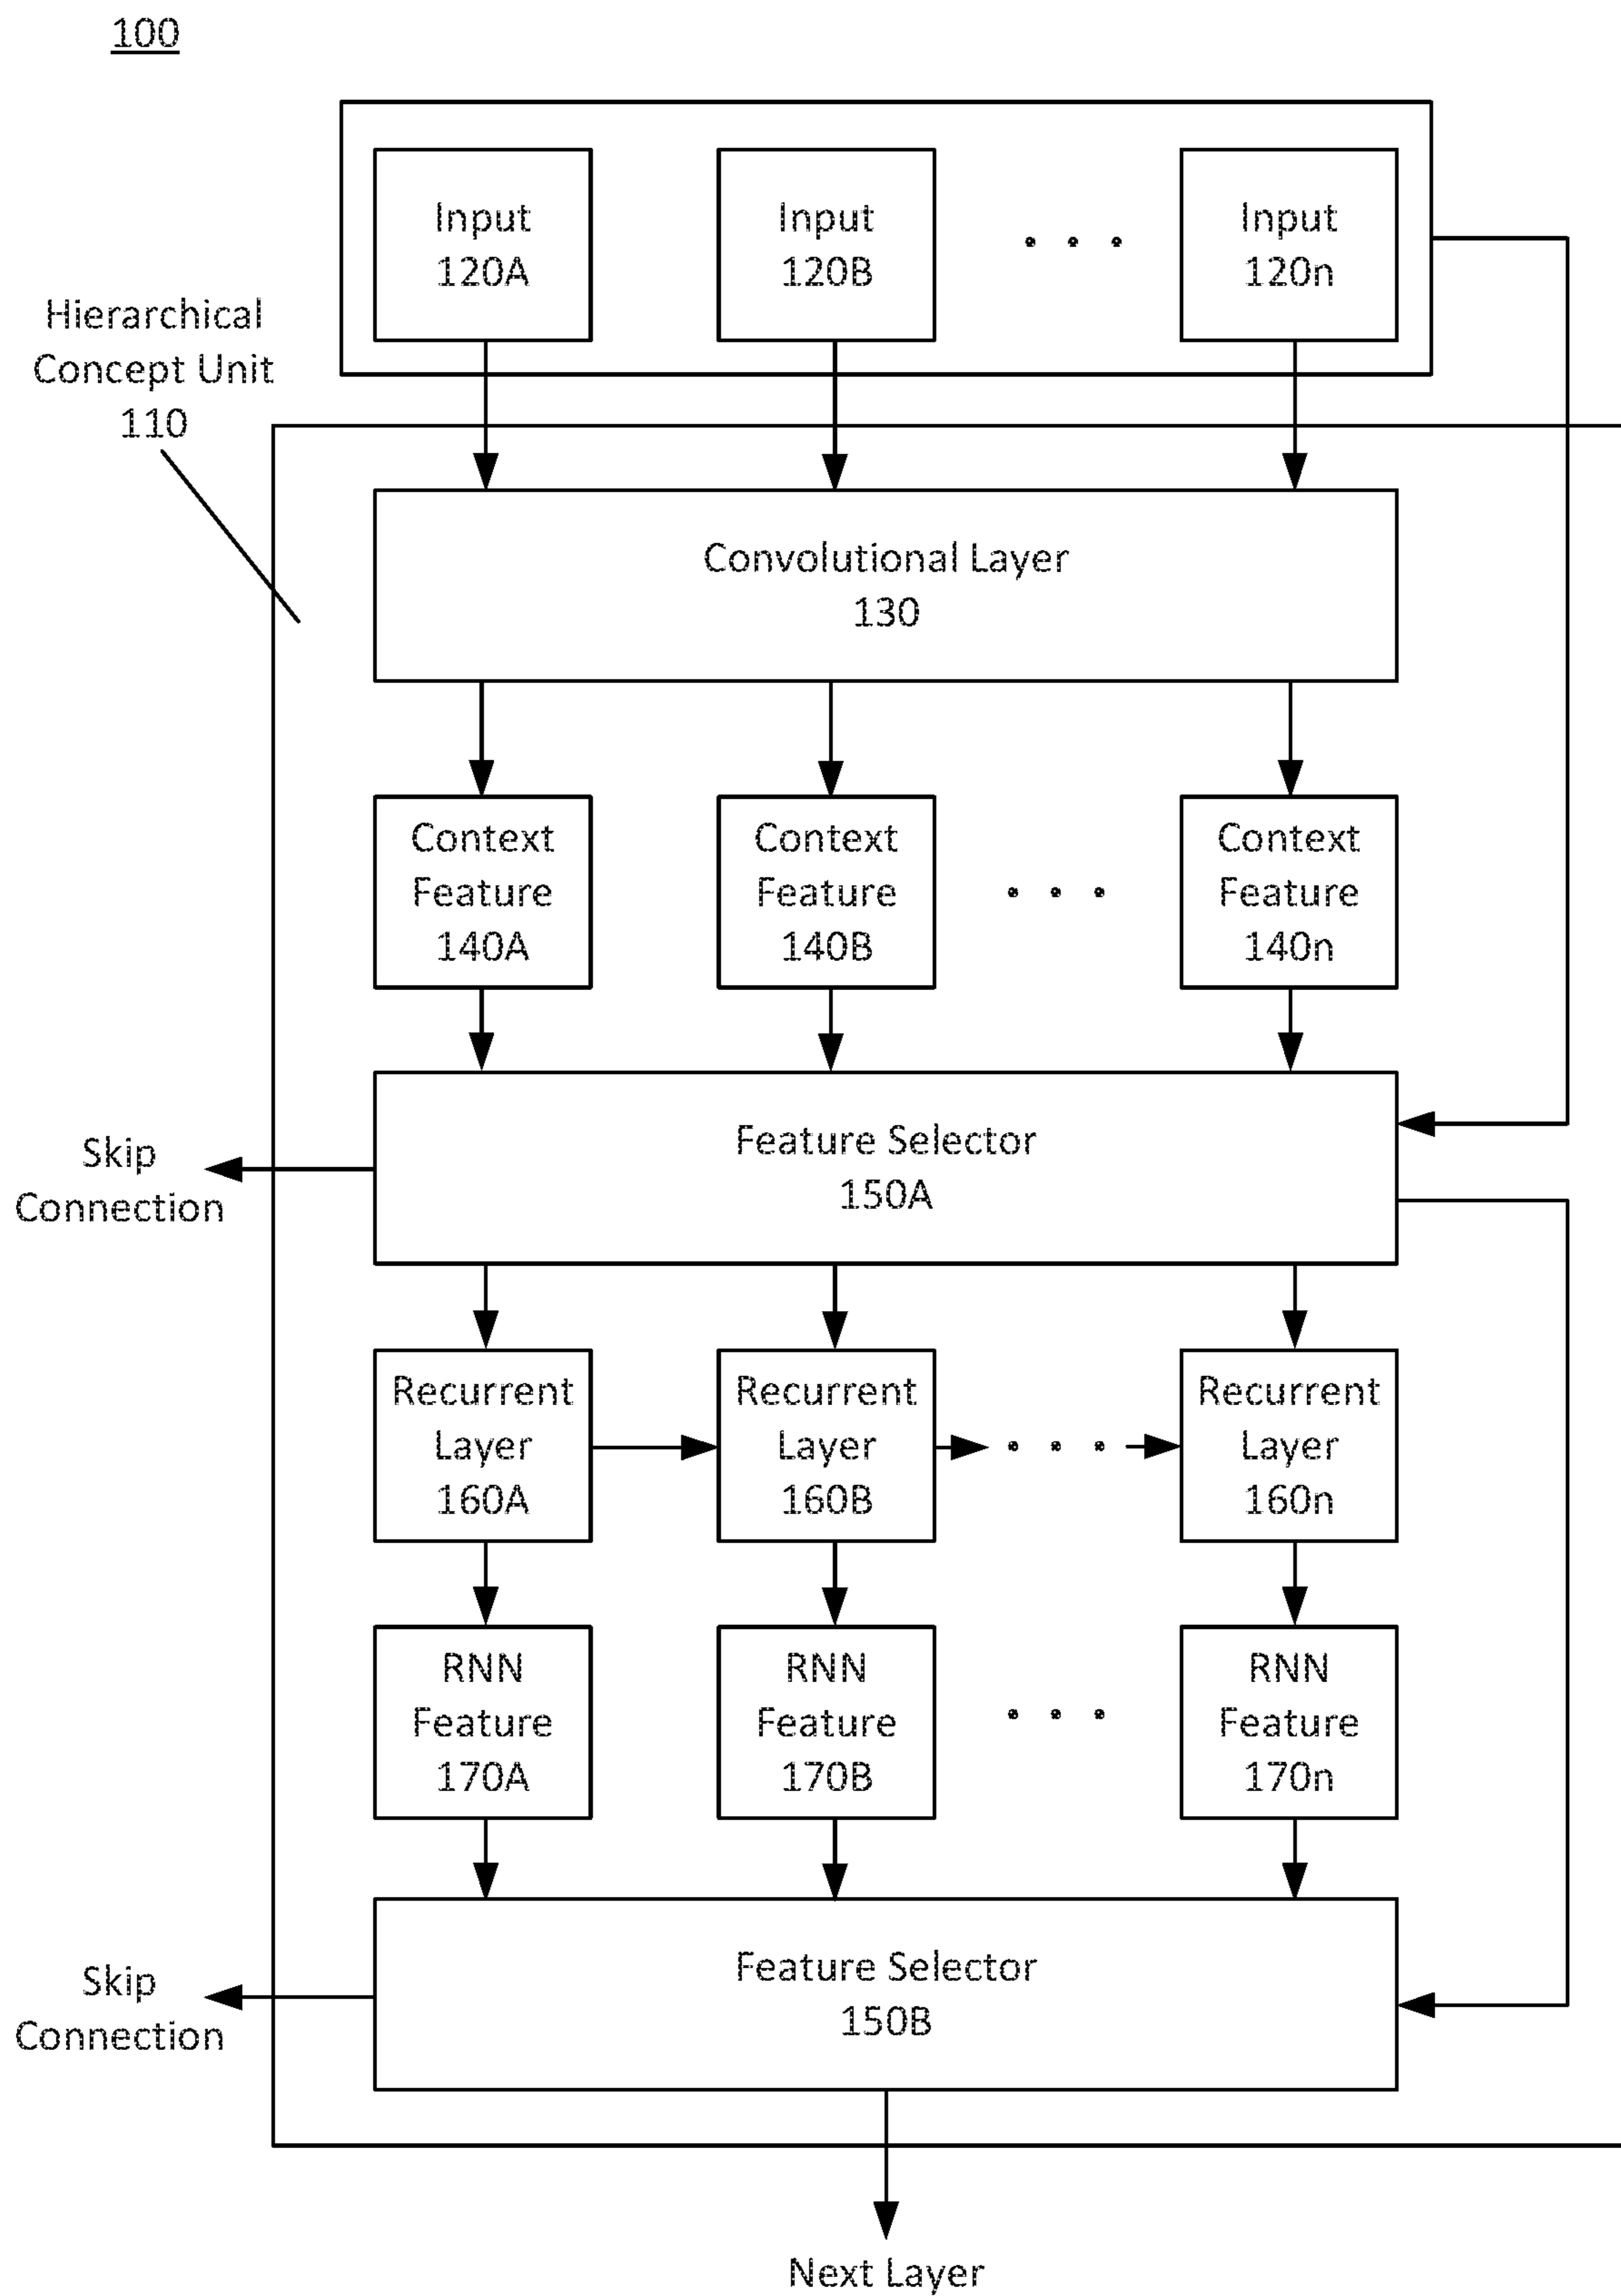 100
Input
120A
Input
120B
. . .
Input
120n
Hierarchical
Concept Unit
110
Convolutional Layer
130
Context
Feature
140A
Context
Feature
140B
. . .
Context
Feature
140n
Skip
Connection
Feature Selector
150A
Recurrent
Layer
160A
Recurrent
Layer
160B
. . .
Recurrent
Layer
160n
RNN
Feature
170A
RNN
Feature
170B
. . .
RNN
Feature
170n
Skip
Connection
Feature Selector
150B
Next Layer